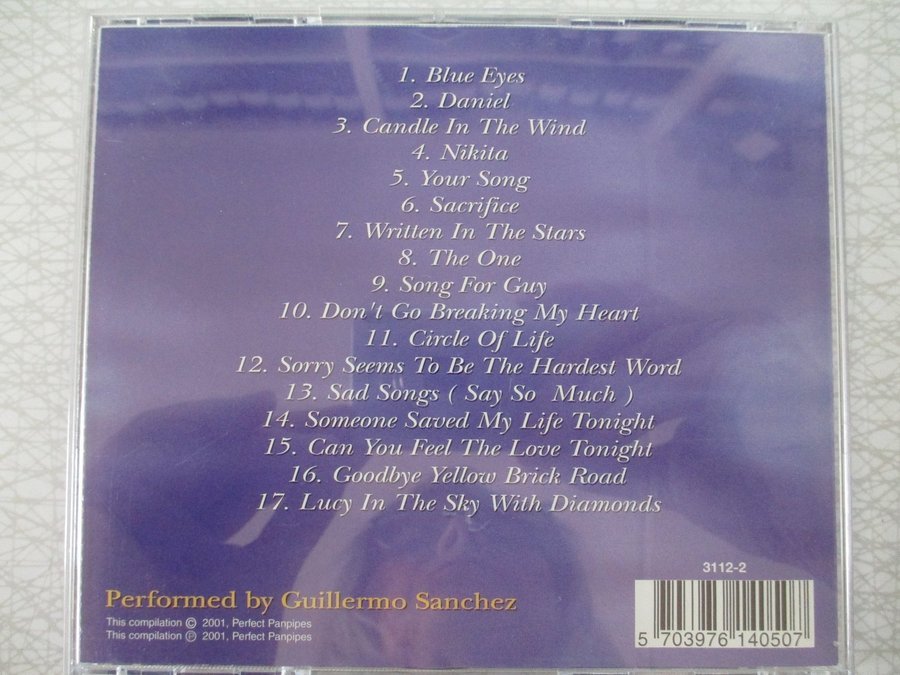 1. Blue Eyes
2. Daniel
3. Candle In The Wind
4. Nikita
5. Your Song
6. Sacrifice
7. Written In The Stars
8. The One
9. Song For Guy
10. Don't Go Breaking My Heart
11. Circle Of Life
12. Sorry Seems To Be The Hardest Word
13. Sad Songs ( Say So Much )
14. Someone Saved My Life Tonight
15. Can You Feel The Love Tonight
16. Goodbye Yellow Brick Road
17. Lucy In The Sky With Diamonds
3112-2
Performed by Guillermo Sanchez
This compilation © 2001, Perfect Panpipes
This compilation ℗ 2001, Perfect Panpipes
5 703976 140507